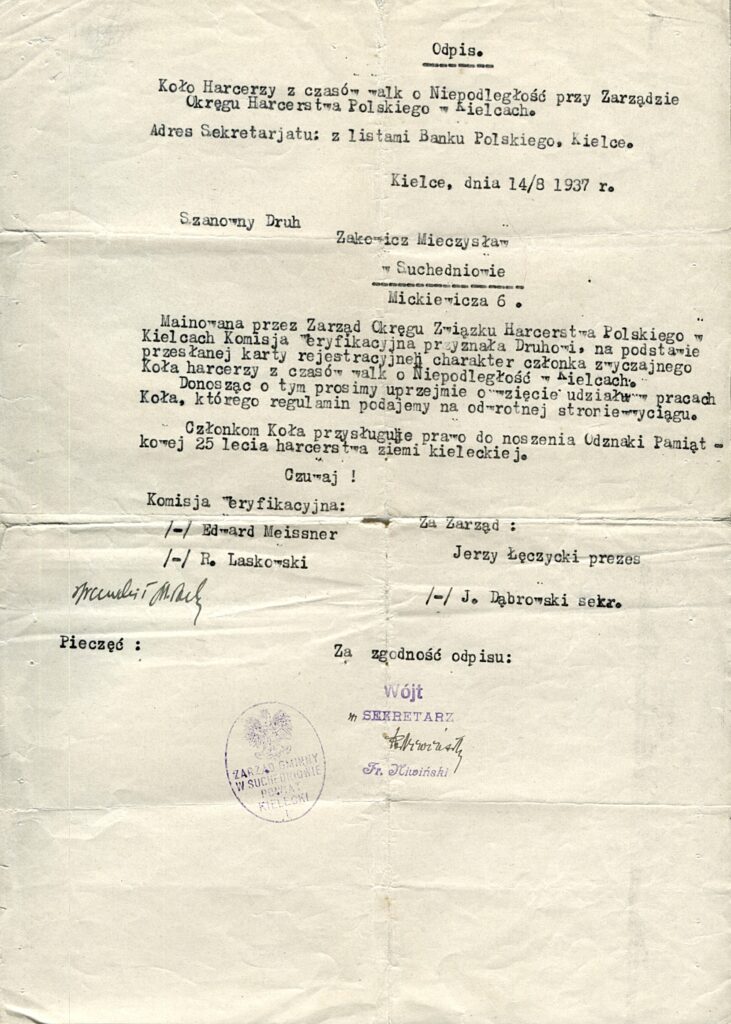 Odpis.
Koło Harcerzy z czasów walk o Niepodległość przy Zarządzie
Okręgu Harcerstwa Polskiego w Kielcach.
Adres Sekretarjatu: z listami Banku Polskiego, Kielce.
Kielce, dnia 14/8 1937 r.
Szanowny Druh
Zakowicz Mieczysław
w Suchedniowie
Mickiewicza 6 .
Mainowana przez Zarząd Okręgu Związku Harcerstwa Polskiego w
Kielcach Komisja Weryfikacyjna przyznała Druhowi, na podstawie
przesłanej karty rejestracyjneh charakter członka zwyczajnego
Koła harcerzy z czasów walk o Niepodległość w Kielcach.
Donosząc o tym prosimy uprzejmie o wzięcie udziału w pracach
Koła, którego regulamin podajemy na odwrotnej stronie wyciągu.
Członkom Koła przysługuje prawo do noszenia Odznaki Pamiąt -
kowej 25 lecia harcerstwa ziemi kieleckiej.
Czuwaj !
Komisja Weryfikacyjna:
/-/ Edward Meissner
/-/ R. Laskowski
Za Zarząd :
Jerzy Łęczycki prezes
/-/ J. Dąbrowski sekr.
Pieczęć :
Za zgodność odpisu:
Wójt
SEKRETARZ
Fr. Niwiński
ZARZĄD GMINNY
W SUCHEDNIOWIE
POWIAT
KIELECKI